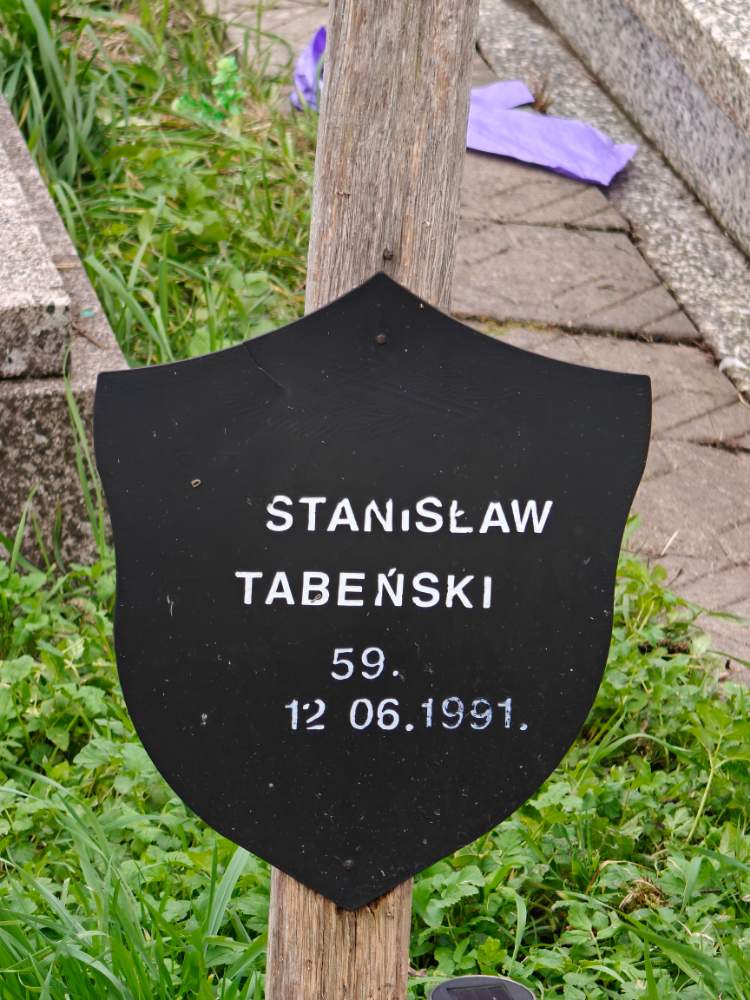 STANISŁAW
TABEŃSKI
59.
12 06.1991.